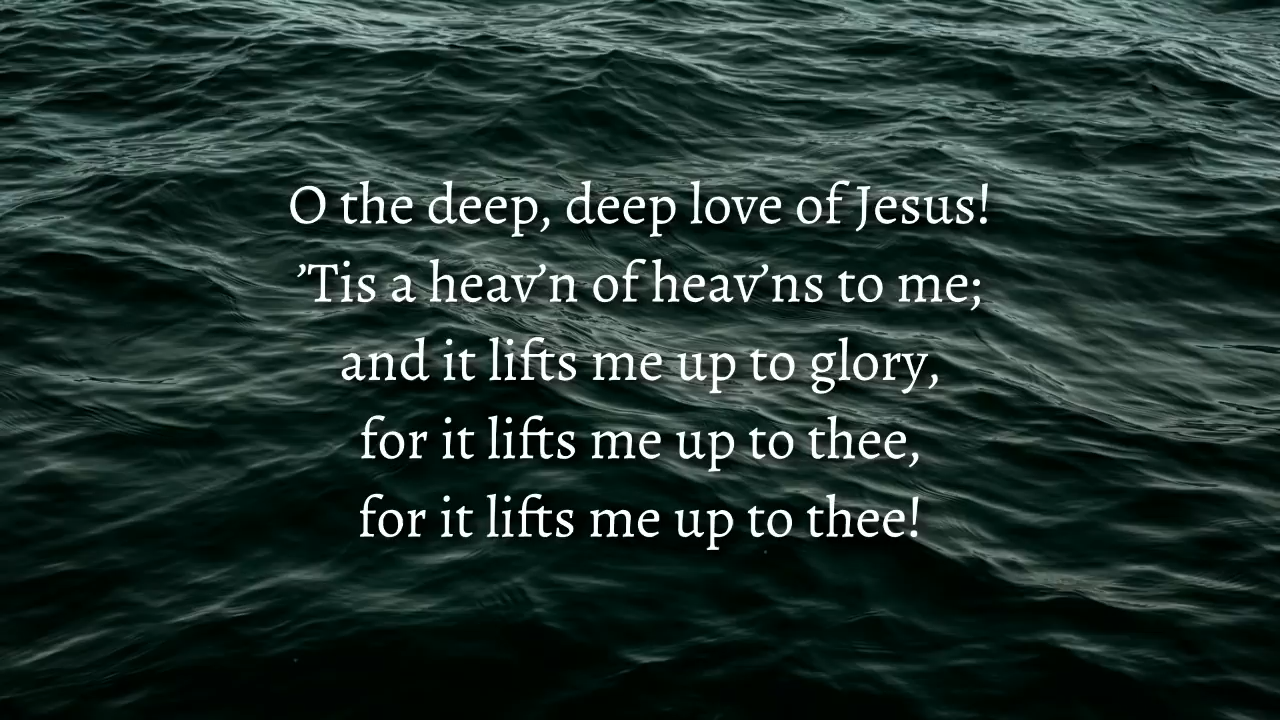 O the deep, deep love of Jesus!
’Tis a heav’n of heav’ns to me;
and it lifts me up to glory,
for it lifts me up to thee,
for it lifts me up to thee!